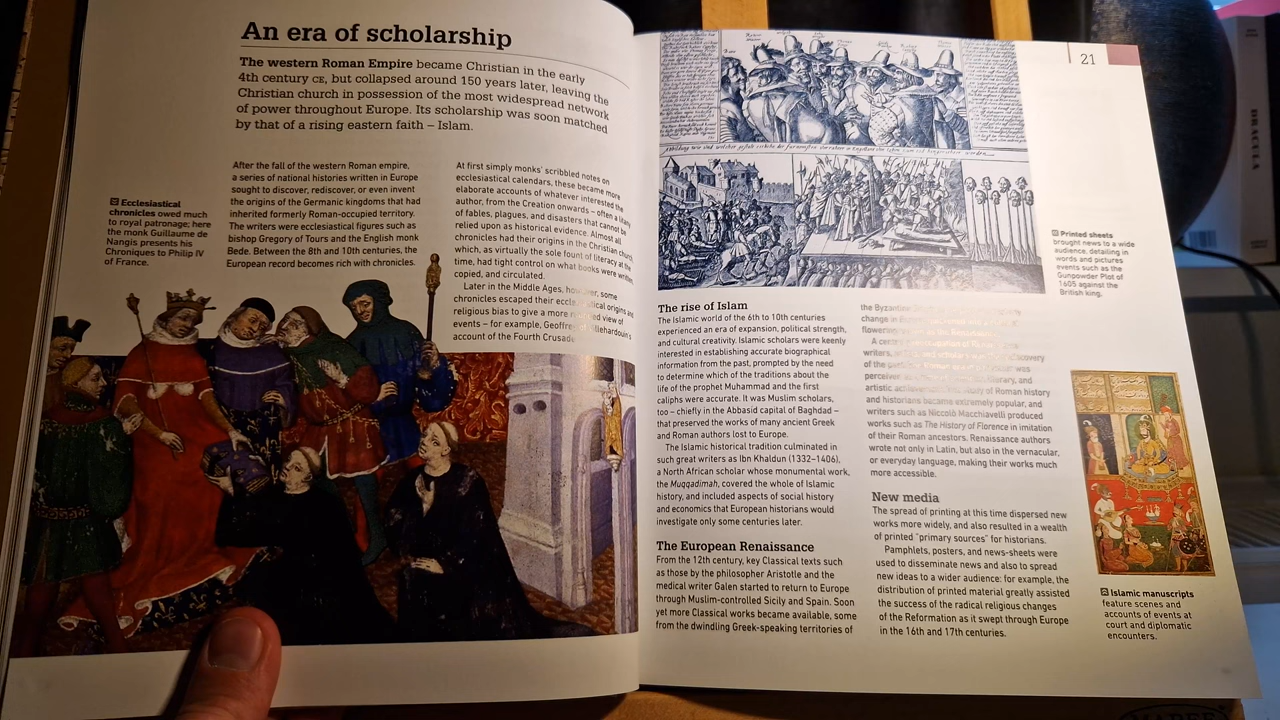 An era of scholarship
The western Roman Empire became Christian in the early
4th century CE, but collapsed around 150 years later, leaving the
Christian church in possession of the most widespread network
of power throughout Europe. Its scholarship was soon matched
by that of a rising eastern faith – Islam.
Ecclesiastical
chronicles owed much
to royal patronage; here
the monk Guillaume de
Nangis presents his
Chroniques to Philip IV
of France.
After the fall of the western Roman empire,
a series of national histories written in Europe
sought to discover, rediscover, or even invent
the origins of the Germanic kingdoms that had
inherited formerly Roman-occupied territory.
The writers were ecclesiastical figures such as
bishop Gregory of Tours and the English monk
Bede. Between the 8th and 10th centuries, the
European record becomes rich with chronicles.
At first simply monks' scribbled notes on
ecclesiastical calendars, these became more
elaborate accounts of whatever interested the
author, from the Creation onwards – often a litany
of fables, plagues, and disasters that cannot be
relied upon as historical evidence. Almost all
chronicles had their origins in the Christian church,
which, as virtually the sole fount of literacy at the
time, had tight control on what books were written,
copied, and circulated.
Later in the Middle Ages, however, some
chronicles escaped their ecclesiastical origins and
religious bias to give a more rounded view of
events – for example, Geoffrey Villehardouin's
account of the Fourth Crusade
21
Printed sheets
brought news to a wide
audience, detailing in
words and pictures
events such as the
Gunpowder Plot of
1605 against the
British king.
The rise of Islam
The Islamic world of the 6th to 10th centuries
experienced an era of expansion, political strength,
and cultural creativity. Islamic scholars were keenly
interested in establishing accurate biographical
information from the past, prompted by the need
to determine which of the traditions about the
life of the prophet Muhammad and the first
caliphs were accurate. It was Muslim scholars,
too – chiefly in the Abbasid capital of Baghdad –
that preserved the works of many ancient Greek
and Roman authors lost to Europe.
The Islamic historical tradition culminated in
such great writers as Ibn Khaldun (1332–1406),
a North African scholar whose monumental work,
the Muqqadimah, covered the whole of Islamic
history, and included aspects of social history
and economics that European historians would
investigate only some centuries later.
The European Renaissance
From the 12th century, key Classical texts such
as those by the philosopher Aristotle and the
medical writer Galen started to return to Europe
through Muslim-controlled Sicily and Spain. Soon
yet more Classical works became available, some
from the dwindling Greek-speaking territories of
the Byzantine
change in
flowering
A
writers,
of the past
perceived literary, and
artistic study of Roman history
and historians became extremely popular, and
writers such as Niccolò Macchiavelli produced
works such as The History of Florence in imitation
of their Roman ancestors. Renaissance authors
wrote not only in Latin, but also in the vernacular,
or everyday language, making their works much
more accessible.
New media
The spread of printing at this time dispersed new
works more widely, and also resulted in a wealth
of printed "primary sources" for historians.
Pamphlets, posters, and news-sheets were
used to disseminate news and also to spread
new ideas to a wider audience: for example, the
distribution of printed material greatly assisted
the success of the radical religious changes
of the Reformation as it swept through Europe
in the 16th and 17th centuries.
Islamic manuscripts
feature scenes and
accounts of events at
court and diplomatic
encounters.
DRACULA